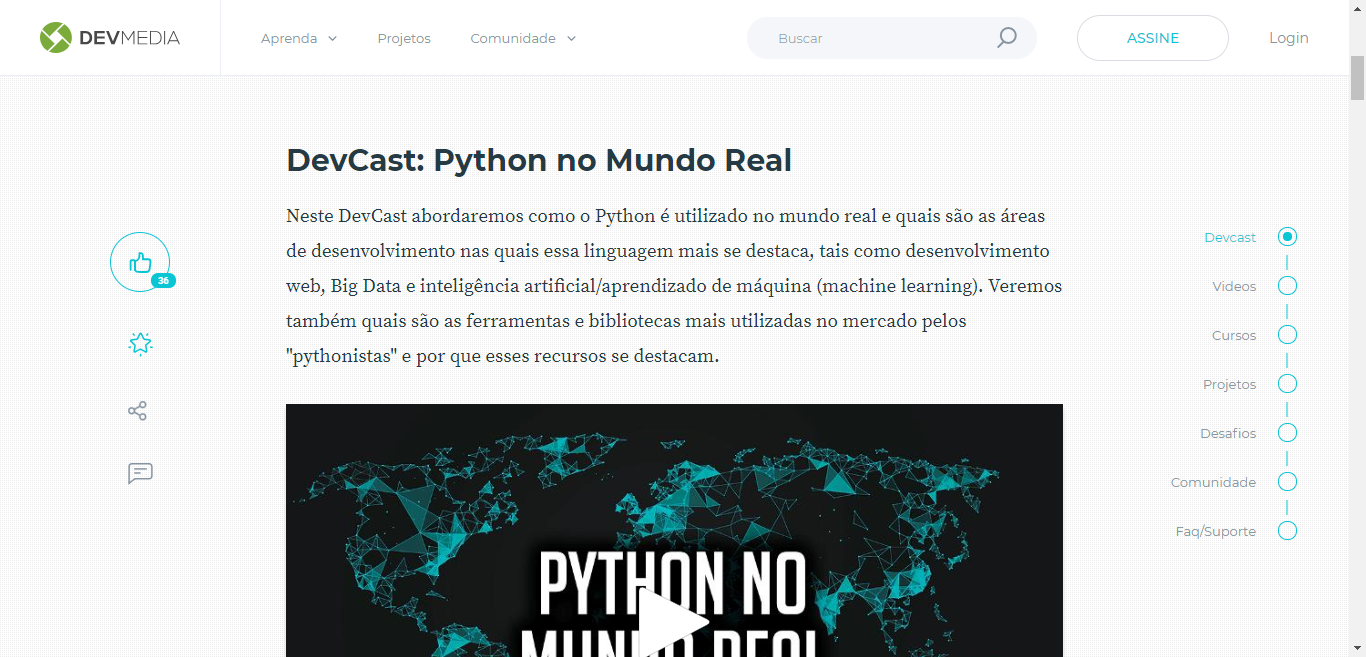 DEVMEDIA
Aprenda
Projetos
Comunidade
Buscar
ASSINE
Login
DevCast: Python no Mundo Real
Neste DevCast abordaremos como o Python é utilizado no mundo real e quais são as áreas
de desenvolvimento nas quais essa linguagem mais se destaca, tais como desenvolvimento
web, Big Data e inteligência artificial/aprendizado de máquina (machine learning). Veremos
também quais são as ferramentas e bibliotecas mais utilizadas no mercado pelos
"pythonistas" e por que esses recursos se destacam.
36
Devcast
Videos
Cursos
Projetos
Desafios
Comunidade
Faq/Suporte
PYTHON NO
MUNDO REAL